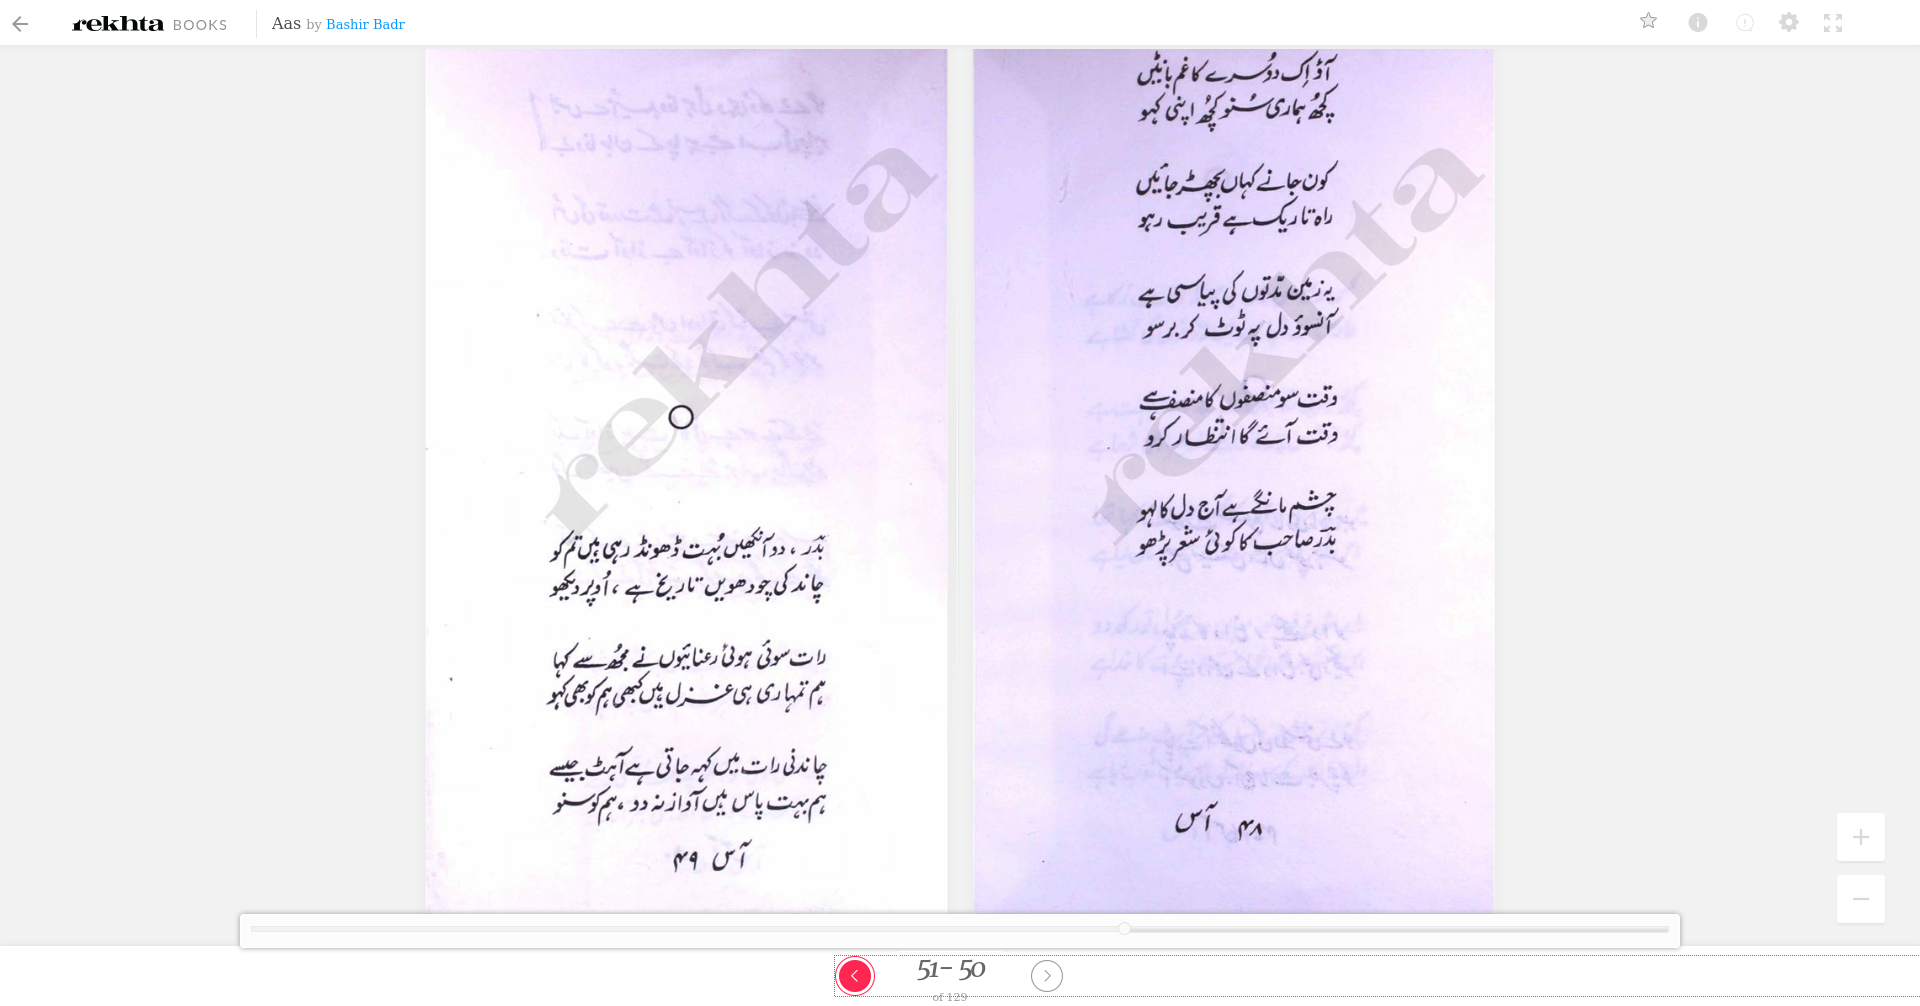 rekhta BOOKS Aas by Bashir Badr
آؤ اِک دوُسرے کا غم بانٹیں
کچھُ ہماری سُنو کچھُ اپنی کہو
کون جانے کہاں بچھڑ جائیں
راہ تاریک ہے قریب رہو
یہ زمین مدّتوں کی پیاسی ہے
آنسوؤ دل پہ ٹوٹ کر برسو
وقت سو منصفوں کا منصف ہے
وقت آئے گا انتظار کرو
چشم مانگے ہے آج دل کا لہو
بدؔر صاحب کا کوئی شعر پڑھو
۴۸ آس
rekhta
بدؔر ، دو آنکھیں بُہت ڈھونڈ رہی ہیں تم کو
چاند کی چودھویں تاریخ ہے ، اُوپر دیکھو
رات سوئی ہوئی رعنائیوں نے مجھُ سے کہا
ہم تمہاری ہی غزل ہیں کبھی ہم کو بھی کہو
چاندنی رات میں کہہ جاتی ہے آہٹ جیسے
ہم بہت پاس ہیں آواز نہ دو ، ہم کو سنو
آس ۴۹
rekhta
51- 50
of 129